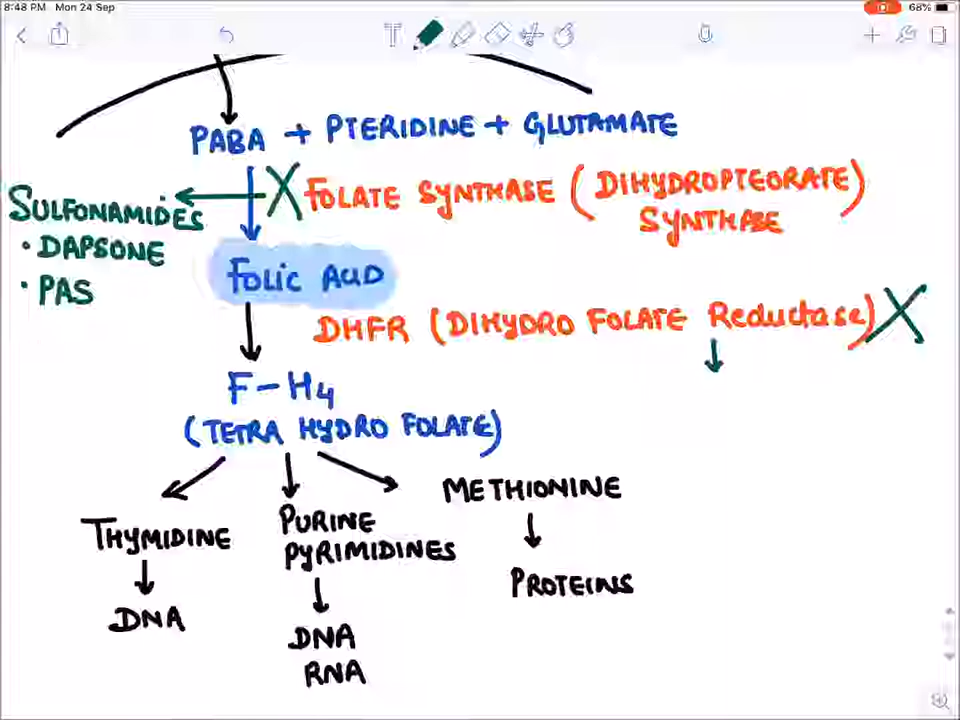 8:48 PM Mon 24 Sep
68%
PABA + PTERIDINE + GLUTAMATE
FOLATE SYNTHASE (DIHYDROPTEORATE)
SYNTHASE
SULFONAMIDES
• DAPSONE
• PAS
FOLIC ACID
DHFR (DIHYDRO FOLATE Reductase)
F-H4
(TETRA HYDRO FOLATE)
METHIONINE
PROTEINS
THYMIDINE
DNA
PURINE
PYRIMIDINES
DNA
RNA